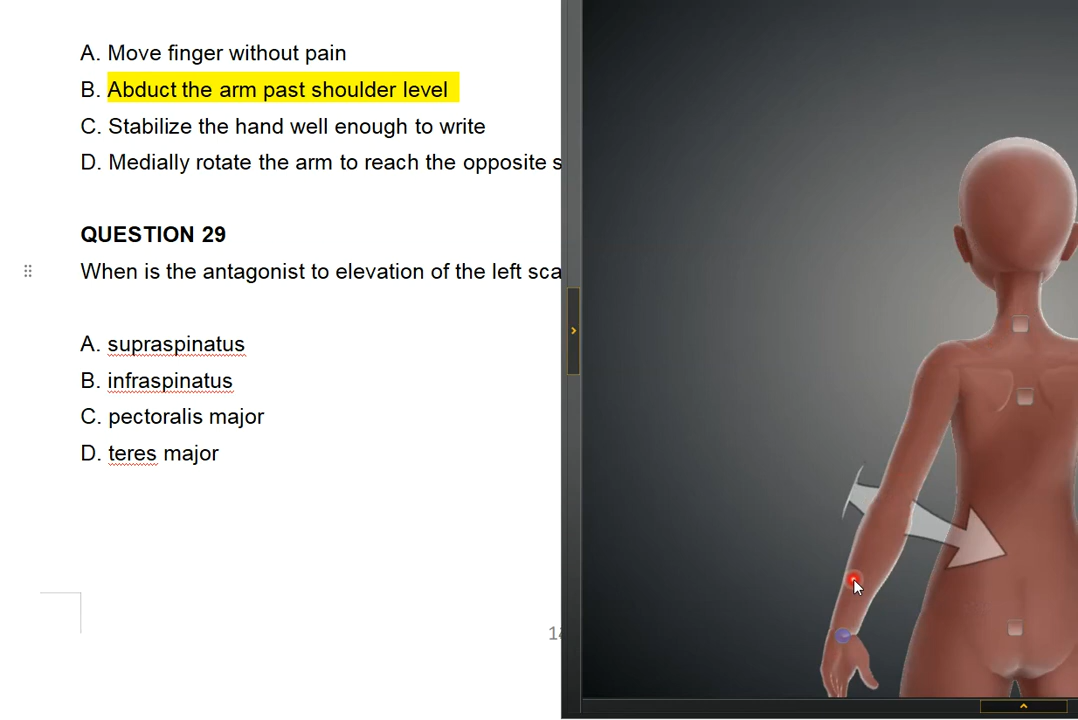 A. Move finger without pain
B. Abduct the arm past shoulder level
C. Stabilize the hand well enough to write
D. Medially rotate the arm to reach the opposite s
QUESTION 29
When is the antagonist to elevation of the left sca
A. supraspinatus
B. infraspinatus
C. pectoralis major
D. teres major